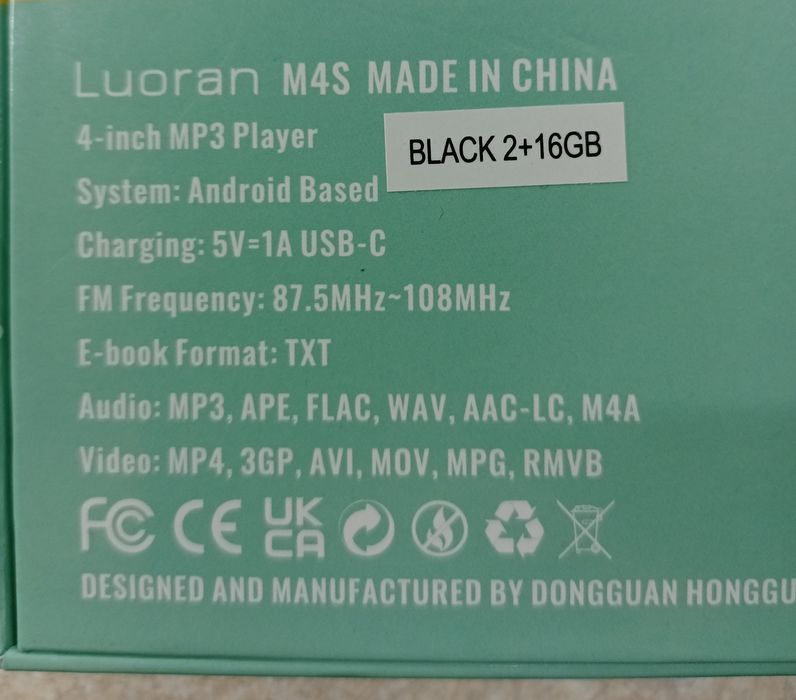 Luoran M4S MADE IN CHINA
4-inch MP3 Player
BLACK 2+16GB
System: Android Based
Charging: 5V=1A USB-C
FM Frequency: 87.5MHz~108MHz
E-book Format: TXT
Audio: MP3, APE, FLAC, WAV, AAC-LC, M4A
Video: MP4, 3GP, AVI, MOV, MPG, RMVB
FC CE UK CA
DESIGNED AND MANUFACTURED BY DONGGUAN HONGGU